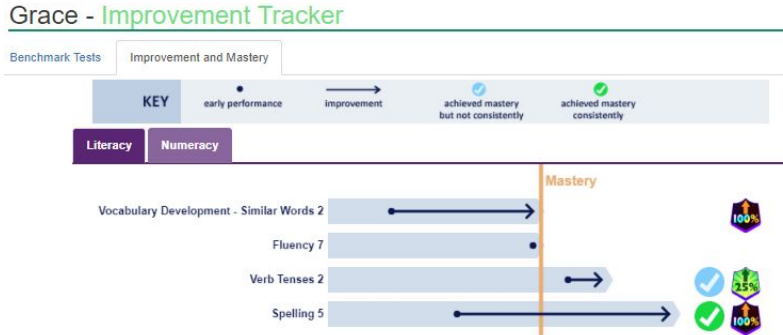 Grace - Improvement Tracker
Benchmark Tests
Improvement and Mastery
KEY
early performance
improvement
achieved mastery
but not consistently
achieved mastery
consistently
Literacy
Numeracy
Mastery
Vocabulary Development - Similar Words 2
100%
Fluency 7
Verb Tenses 2
25%
Spelling 5
100%